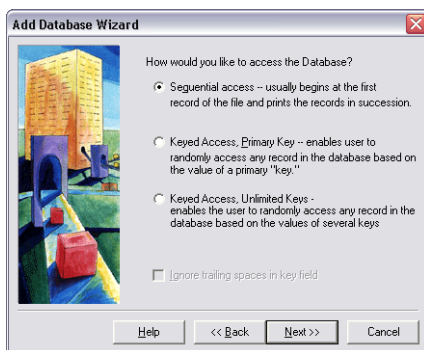 Add Database Wizard
How would you like to access the Database?
Sequential access -- usually begins at the first
record of the file and prints the records in succession.
Keyed Access, Primary Key -- enables user to
randomly access any record in the database based on
the value of a primary "key."
Keyed Access, Unlimited Keys -
enables the user to randomly access any record in the
database based on the values of several keys
Ignore trailing spaces in key field
Help
<< Back
Next >>
Cancel